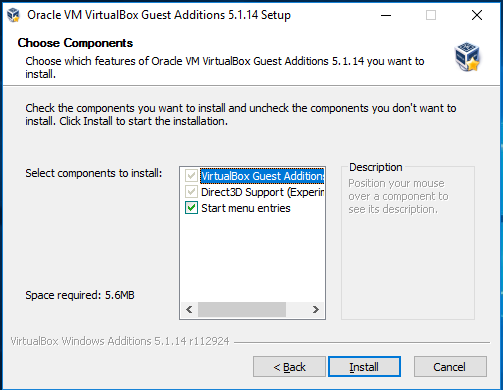 Oracle VM VirtualBox Guest Additions 5.1.14 Setup
Choose Components
Choose which features of Oracle VM VirtualBox Guest Additions 5.1.14 you want to
install.
Check the components you want to install and uncheck the components you don't want to
install. Click Install to start the installation.
Select components to install:
VirtualBox Guest Additions
Direct3D Support (Experi
Start menu entries
Description
Position your mouse
over a component to
see its description.
Space required: 5.6MB
VirtualBox Windows Additions 5.1.14 r112924
< Back
Install
Cancel